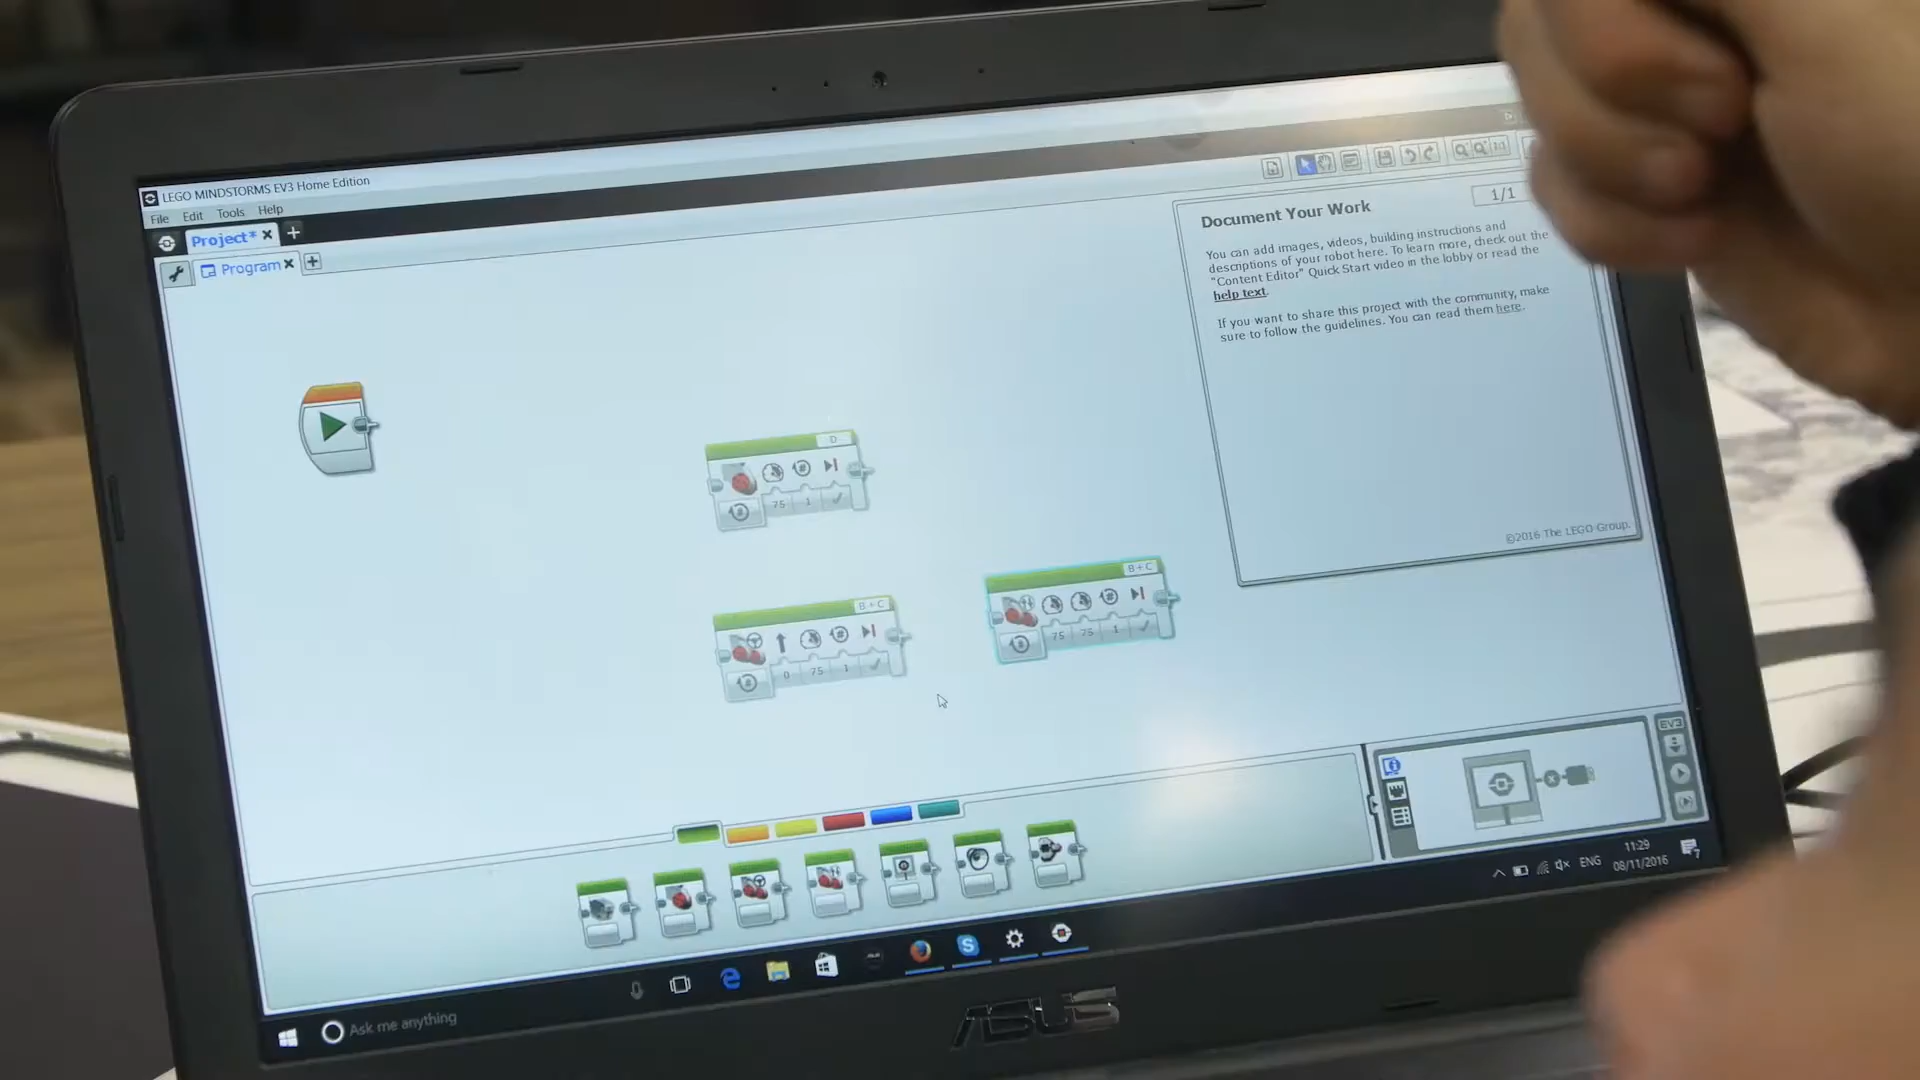 LEGO MINDSTORMS EV3 Home Edition
File Edit Tools Help
Project*
Program
Document Your Work
1/1
You can add images, videos, building instructions and
descriptions of your robot here. To learn more, check out the
"Content Editor" Quick Start video in the lobby or read the
help text.
If you want to share this project with the community, make
sure to follow the guidelines. You can read them here.
©2016 The LEGO Group.
D
75 1
B+C
0 75 1
B+C
75 75 1
EV3
11:29
ENG
08/11/2016
Ask me anything
ASUS